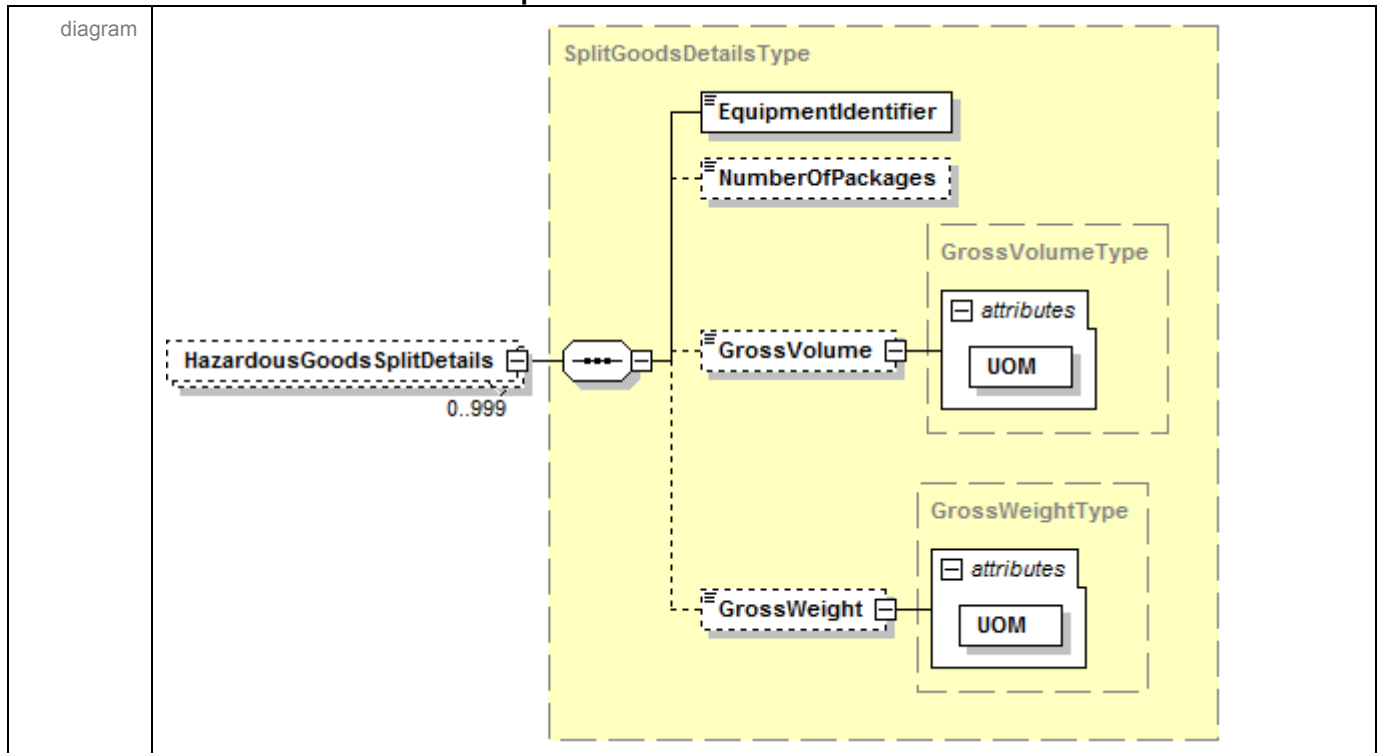 diagram
SplitGoodsDetailsType
EquipmentIdentifier
NumberOfPackages
GrossVolumeType
attributes
UOM
GrossVolume
HazardousGoodsSplitDetails
0..999
GrossWeightType
attributes
UOM
GrossWeight